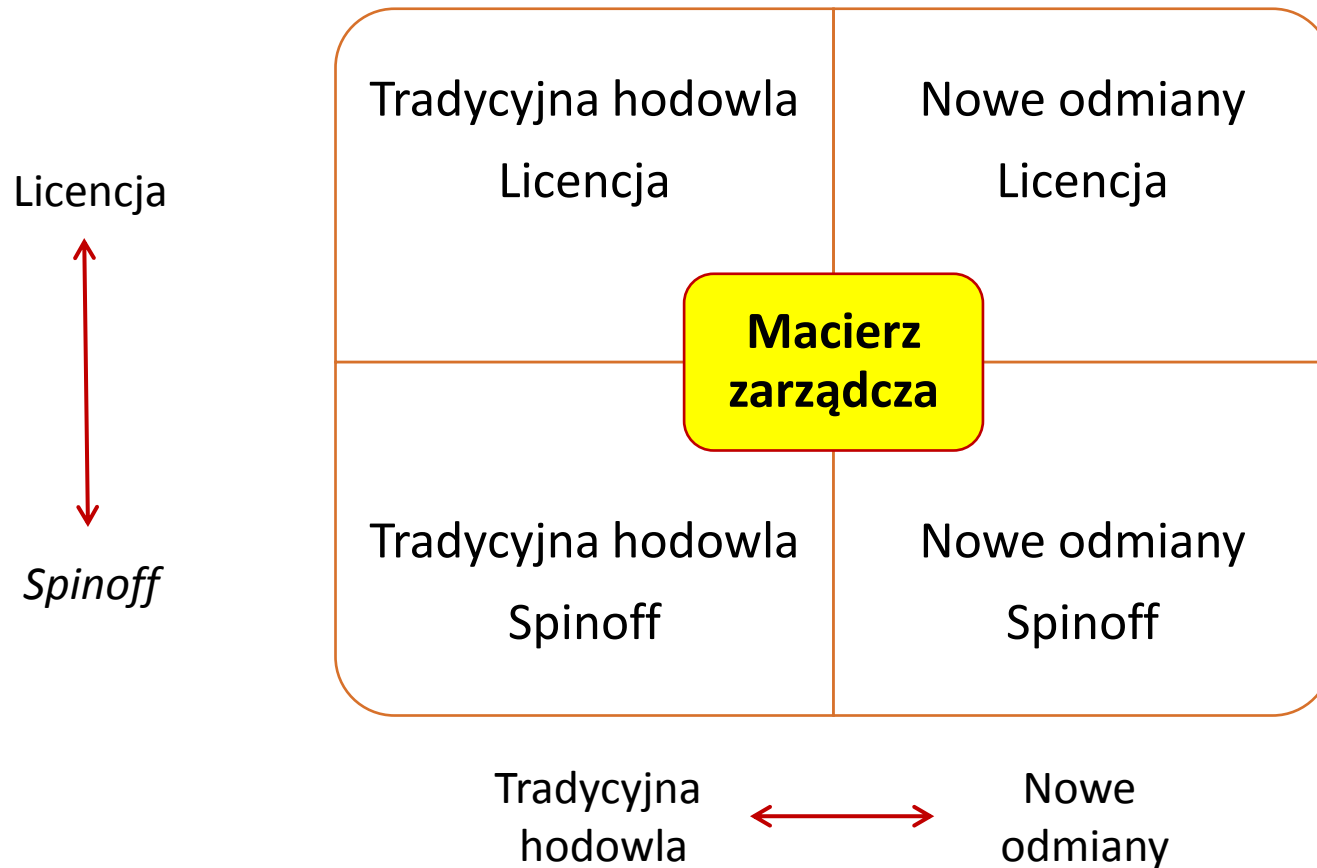 Tradycyjna hodowla
Licencja
Nowe odmiany
Licencja
Licencja
Macierz
zarządcza
Spinoff
Tradycyjna hodowla
Spinoff
Nowe odmiany
Spinoff
Tradycyjna
hodowla
Nowe
odmiany